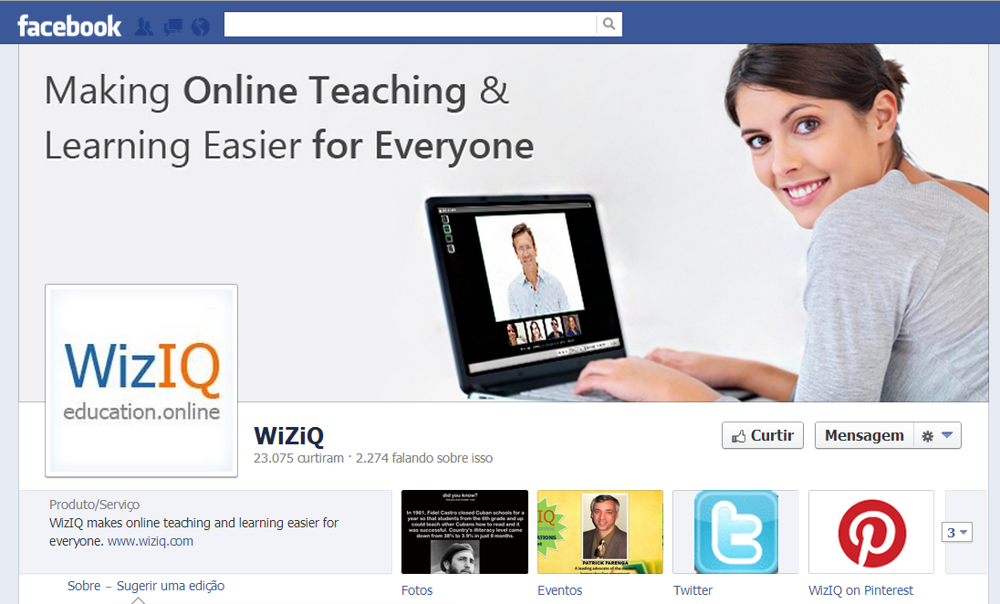 facebook
Making Online Teaching &
Learning Easier for Everyone
WizIQ
education.online
WiZiQ
23.075 curtiram · 2.274 falando sobre isso
Curtir
Mensagem
Produto/Serviço
WizIQ makes online teaching and learning easier for
everyone. www.wiziq.com
Sobre – Sugerir uma edição
did you know?
In 1961, Fidel Castro closed Cuban schools for a
year so that students from the 6th grade and up
could teach other Cubans how to read and it
was successful. Country's illiteracy level came
down from 38% to 3.9% in just 8 months.
Fotos
IQ
PATRICK FARENGA
A leading advocate of the modern
Eventos
Twitter
WizIQ on Pinterest
3